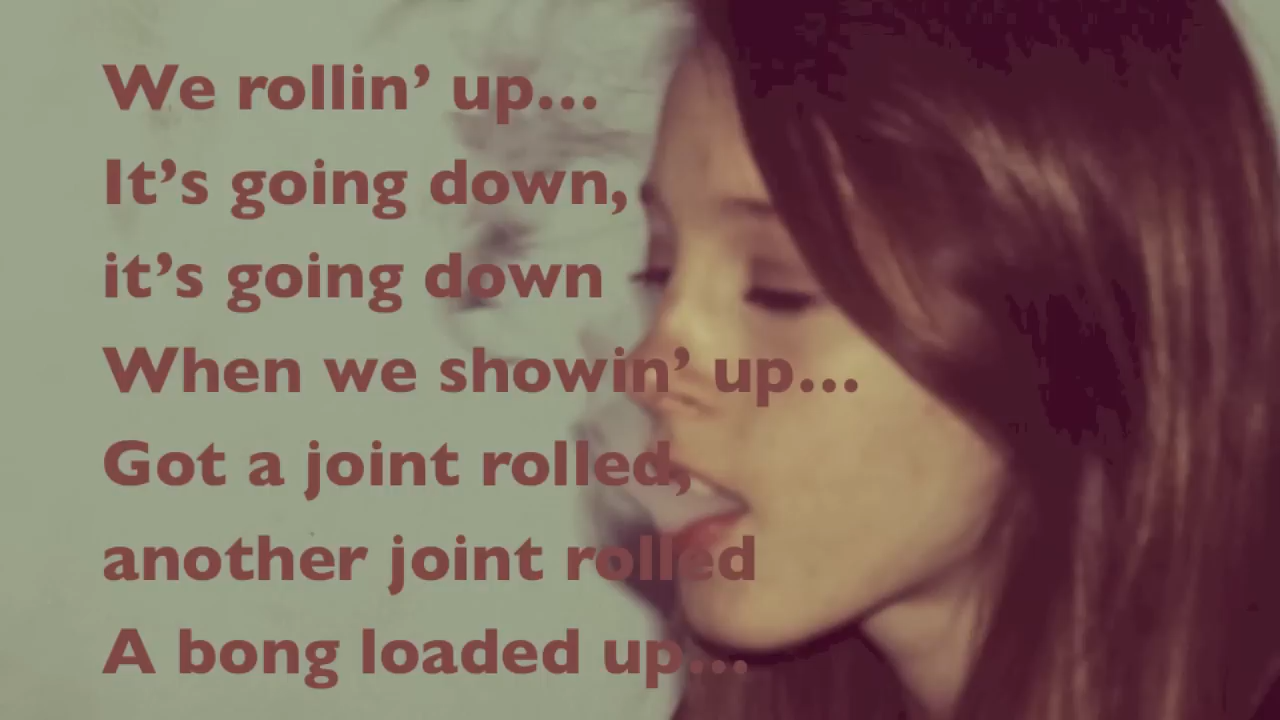 We rollin’ up...
It’s going down,
it’s going down
When we showin’ up...
Got a joint rolled,
another joint rolled
A bong loaded up...